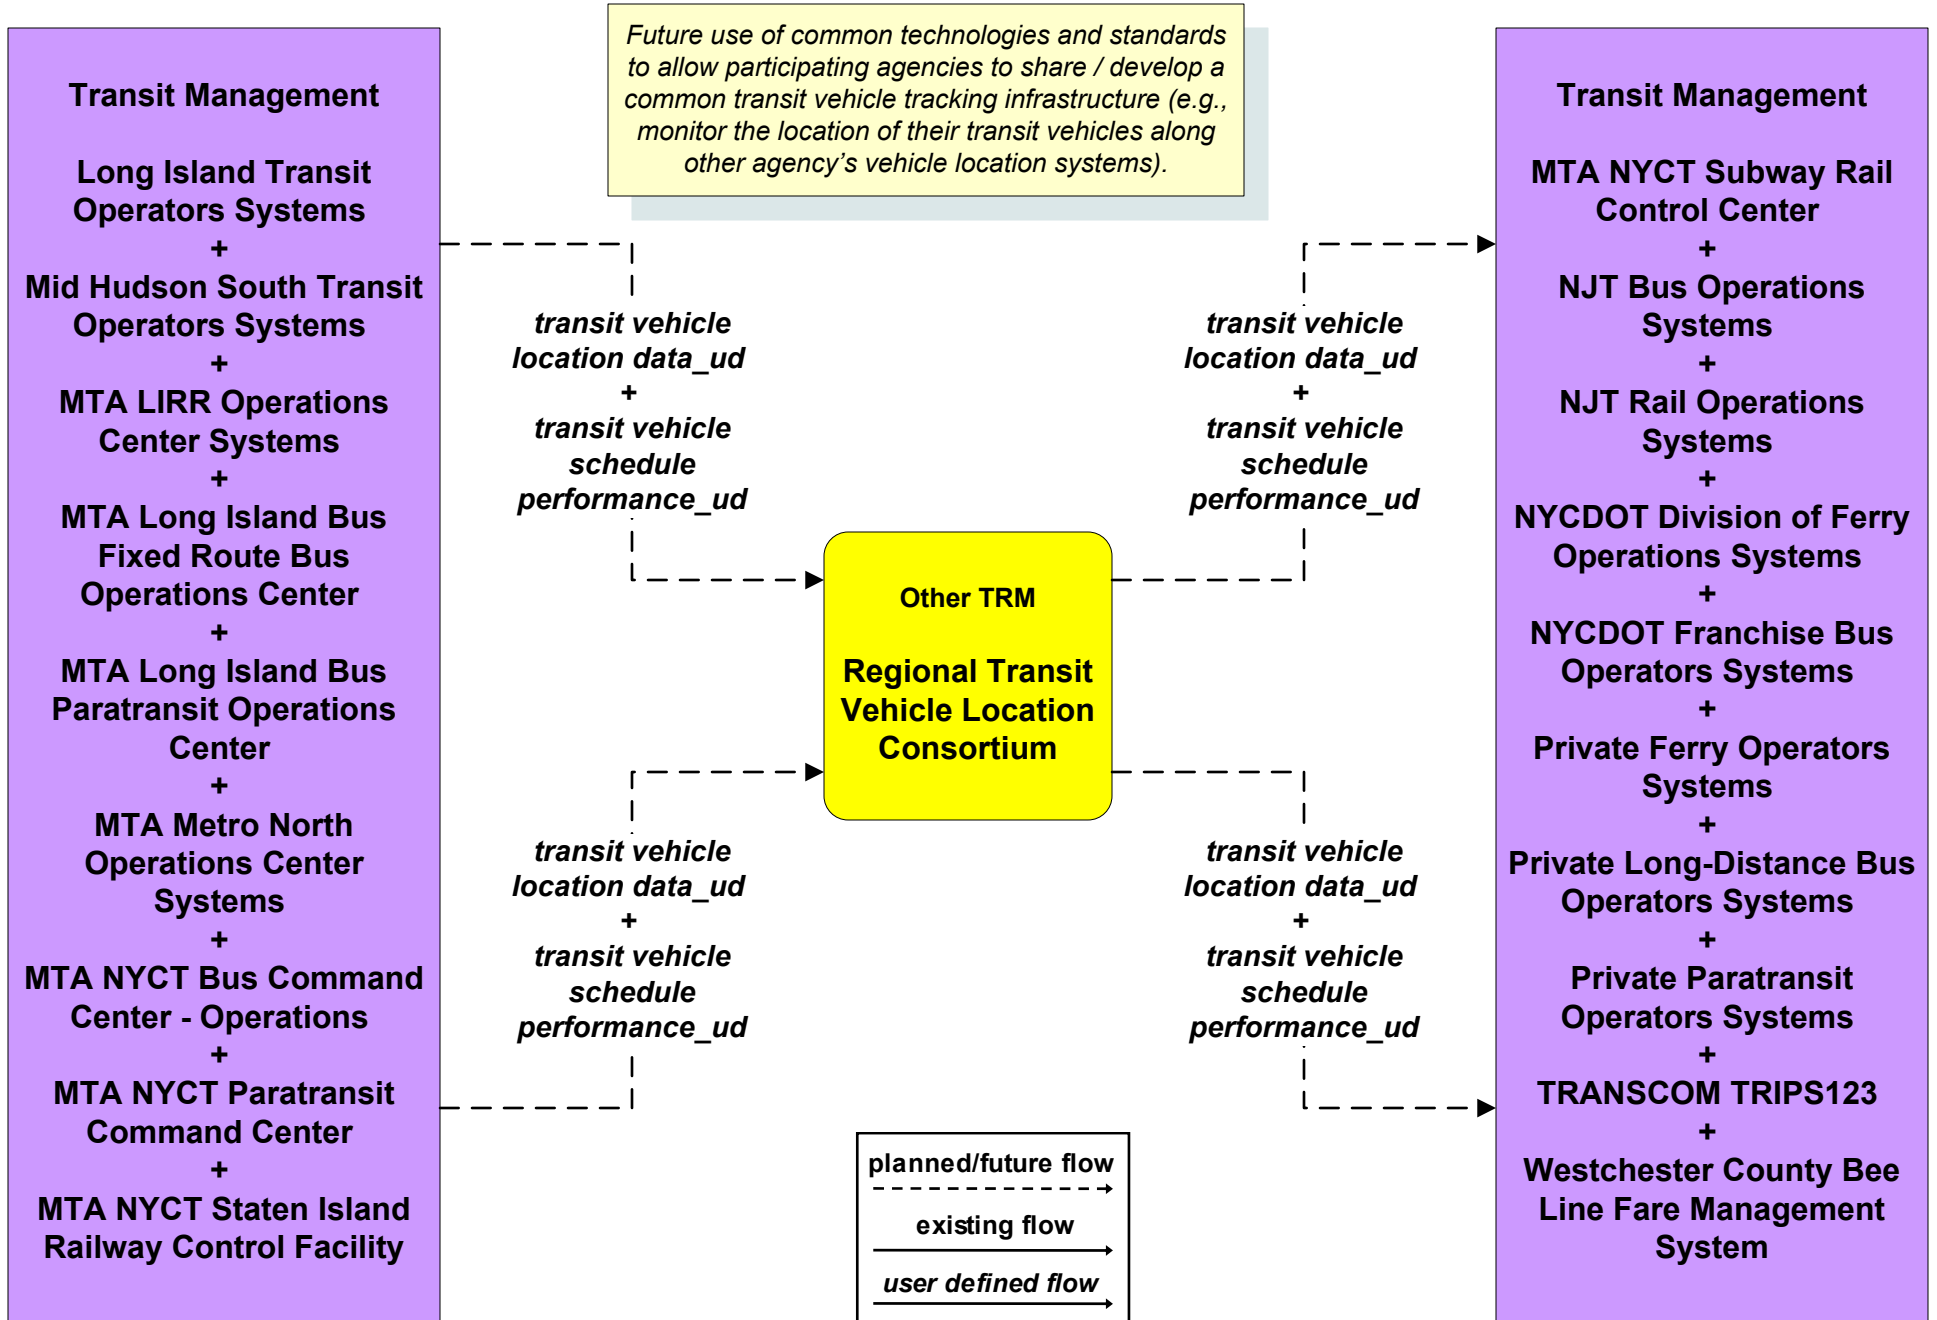 Future use of common technologies and standards
to allow participating agencies to share / develop a
common transit vehicle tracking infrastructure (e.g.,
monitor the location of their transit vehicles along
other agency's vehicle location systems).
Transit Management
Long Island Transit
Operators Systems
+
Mid Hudson South Transit
Operators Systems
+
MTA LIRR Operations
Center Systems
+
MTA Long Island Bus
Fixed Route Bus
Operations Center
+
MTA Long Island Bus
Paratransit Operations
Center
+
MTA Metro North
Operations Center
Systems
+
MTA NYCT Bus Command
Center - Operations
+
MTA NYCT Paratransit
Command Center
+
MTA NYCT Staten Island
Railway Control Facility
transit vehicle
location data_ud
+
transit vehicle
schedule
performance_ud
transit vehicle
location data_ud
+
transit vehicle
schedule
performance_ud
Other TRM
Regional Transit
Vehicle Location
Consortium
transit vehicle
location data_ud
+
transit vehicle
schedule
performance_ud
transit vehicle
location data_ud
+
transit vehicle
schedule
performance_ud
Transit Management
MTA NYCT Subway Rail
Control Center
+
NJT Bus Operations
Systems
+
NJT Rail Operations
Systems
+
NYCDOT Division of Ferry
Operations Systems
+
NYCDOT Franchise Bus
Operators Systems
+
Private Ferry Operators
Systems
+
Private Long-Distance Bus
Operators Systems
+
Private Paratransit
Operators Systems
+
TRANSCOM TRIPS123
+
Westchester County Bee
Line Fare Management
System
planned/future flow
existing flow
user defined flow